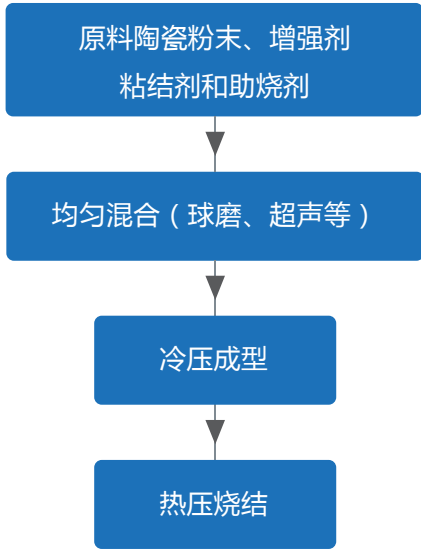 原料陶瓷粉末、增强剂
粘结剂和助烧剂
均匀混合（球磨、超声等）
冷压成型
热压烧结